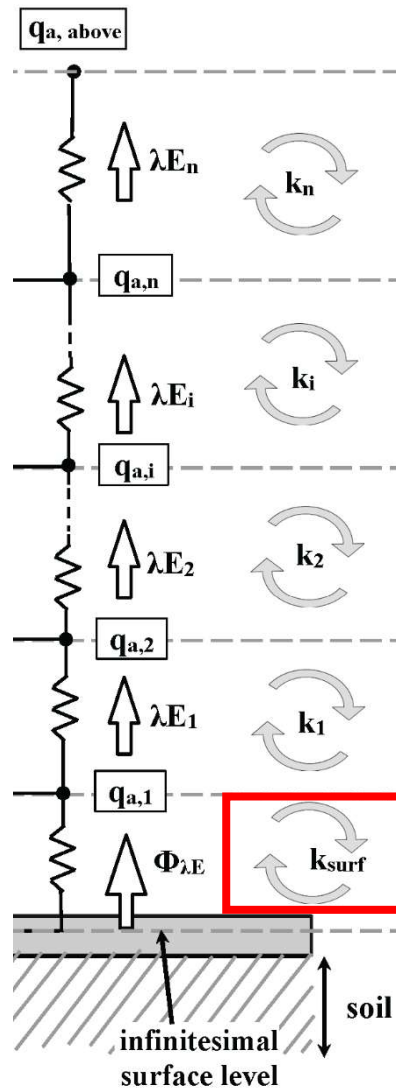 qa, above
λEn
kn
qa,n
λEi
ki
qa,i
λE2
k2
qa,2
λE1
k1
qa,1
ΦλE
ksurf
soil
infinitesimal
surface level